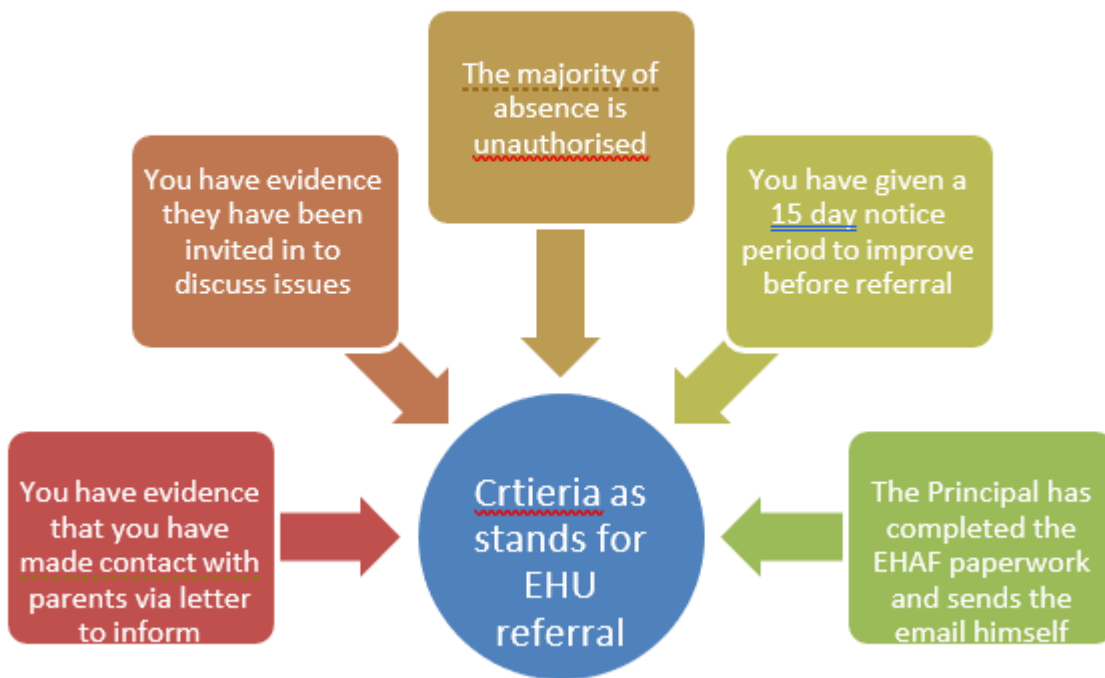 The majority of
absence is
unauthorised
You have evidence
they have been
invited in to
discuss issues
You have given a
15 day notice
period to improve
before referral
You have evidence
that you have
made contact with
parents via letter
to inform
Crtieria as
stands for
EHU
referral
The Principal has
completed the
EHAF paperwork
and sends the
email himself